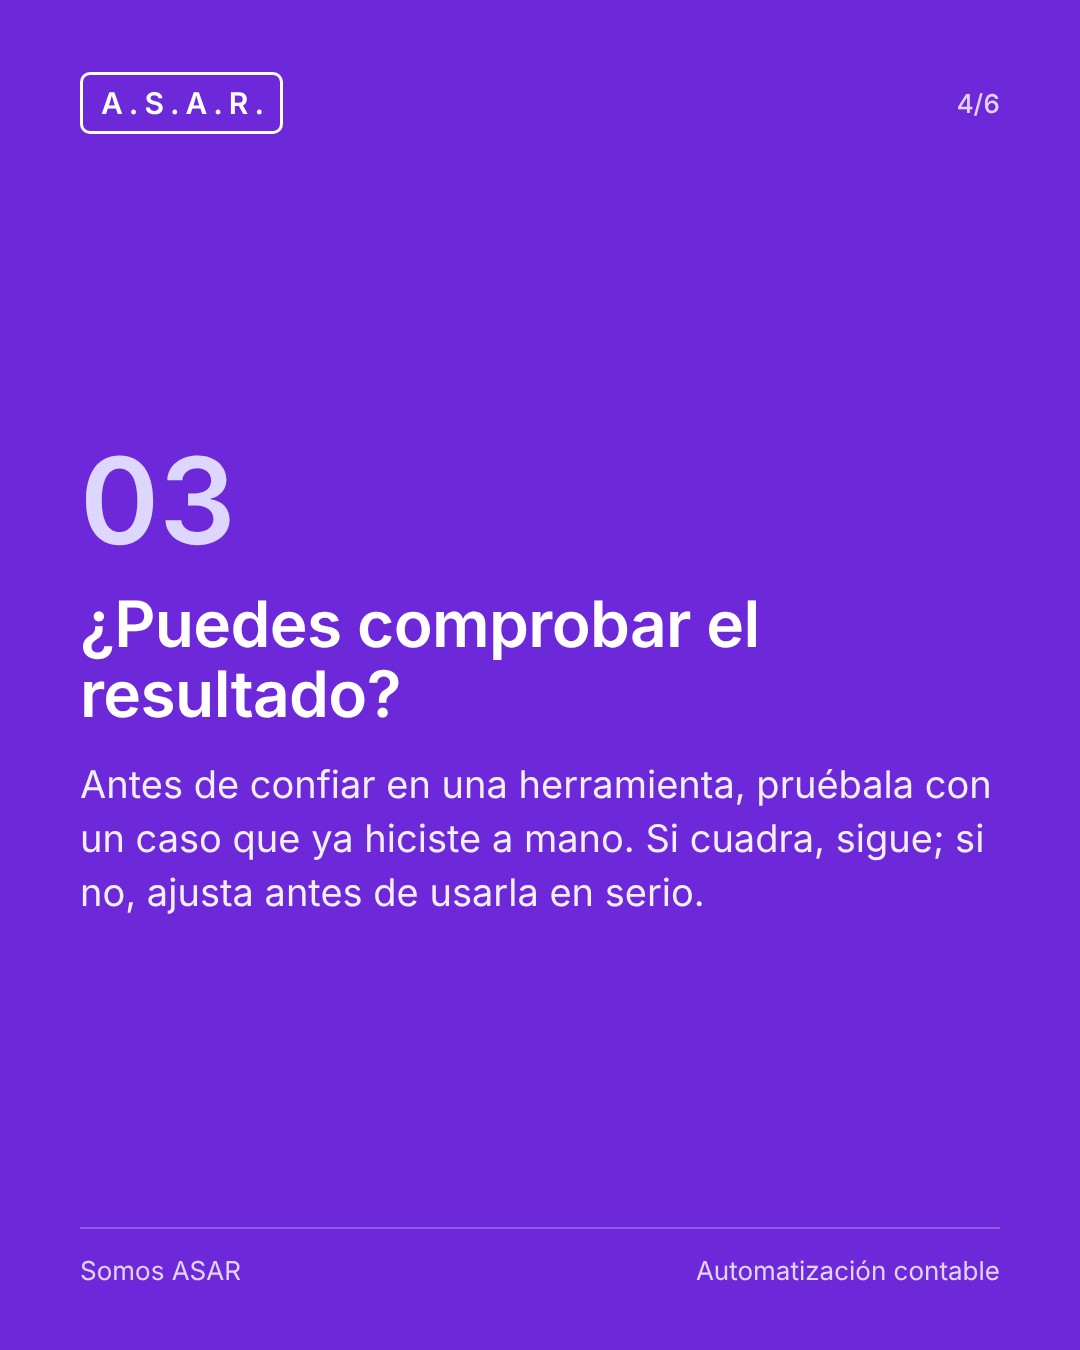 A.S.A.R.
4/6
03
¿Puedes comprobar el
resultado?
Antes de confiar en una herramienta, pruébala con
un caso que ya hiciste a mano. Si cuadra, sigue; si
no, ajusta antes de usarla en serio.
Somos ASAR
Automatización contable